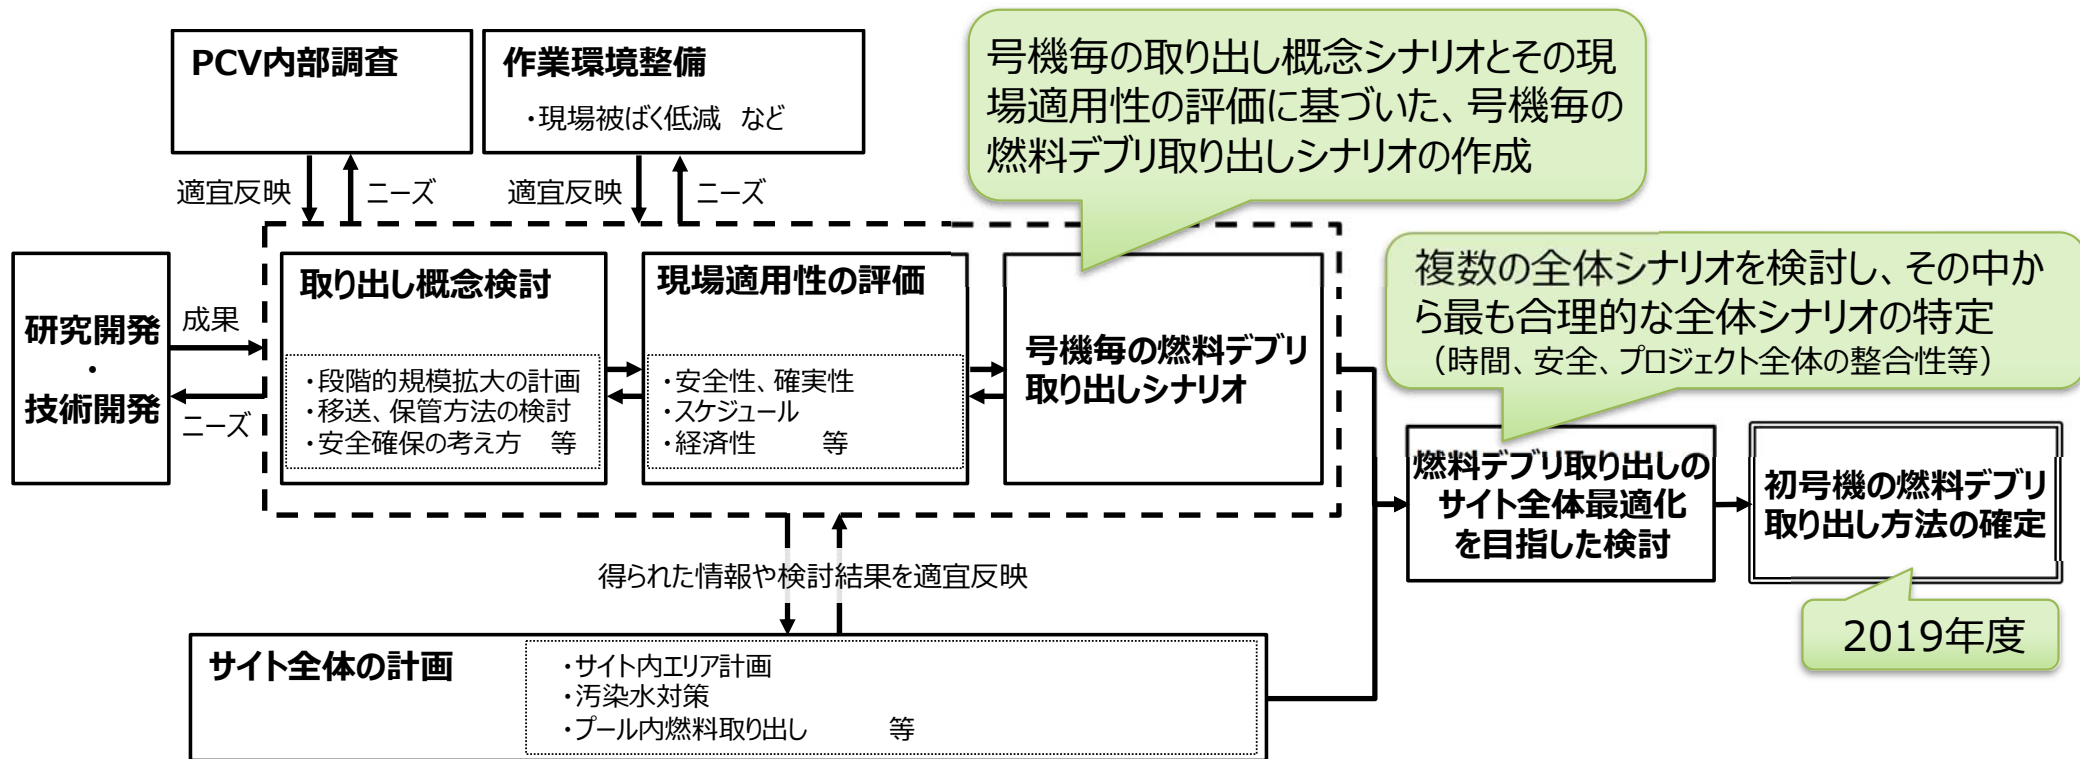 PCV内部調査
作業環境整備
・現場被ばく低減 など
号機毎の取り出し概念シナリオとその現
場適用性の評価に基づいた、号機毎の
燃料デブリ取り出しシナリオの作成
適宜反映
ニーズ
適宜反映
ニーズ
研究開発
・
技術開発
成果
ニーズ
取り出し概念検討
・段階的規模拡大の計画
・移送、保管方法の検討
・安全確保の考え方 等
現場適用性の評価
・安全性、確実性
・スケジュール
・経済性 等
号機毎の燃料デブリ
取り出しシナリオ
複数の全体シナリオを検討し、その中か
ら最も合理的な全体シナリオの特定
(時間、安全、プロジェクト全体の整合性等)
燃料デブリ取り出しの
サイト全体最適化
を目指した検討
初号機の燃料デブリ
取り出し方法の確定
2019年度
得られた情報や検討結果を適宜反映
サイト全体の計画
・サイト内エリア計画
・汚染水対策
・プール内燃料取り出し 等